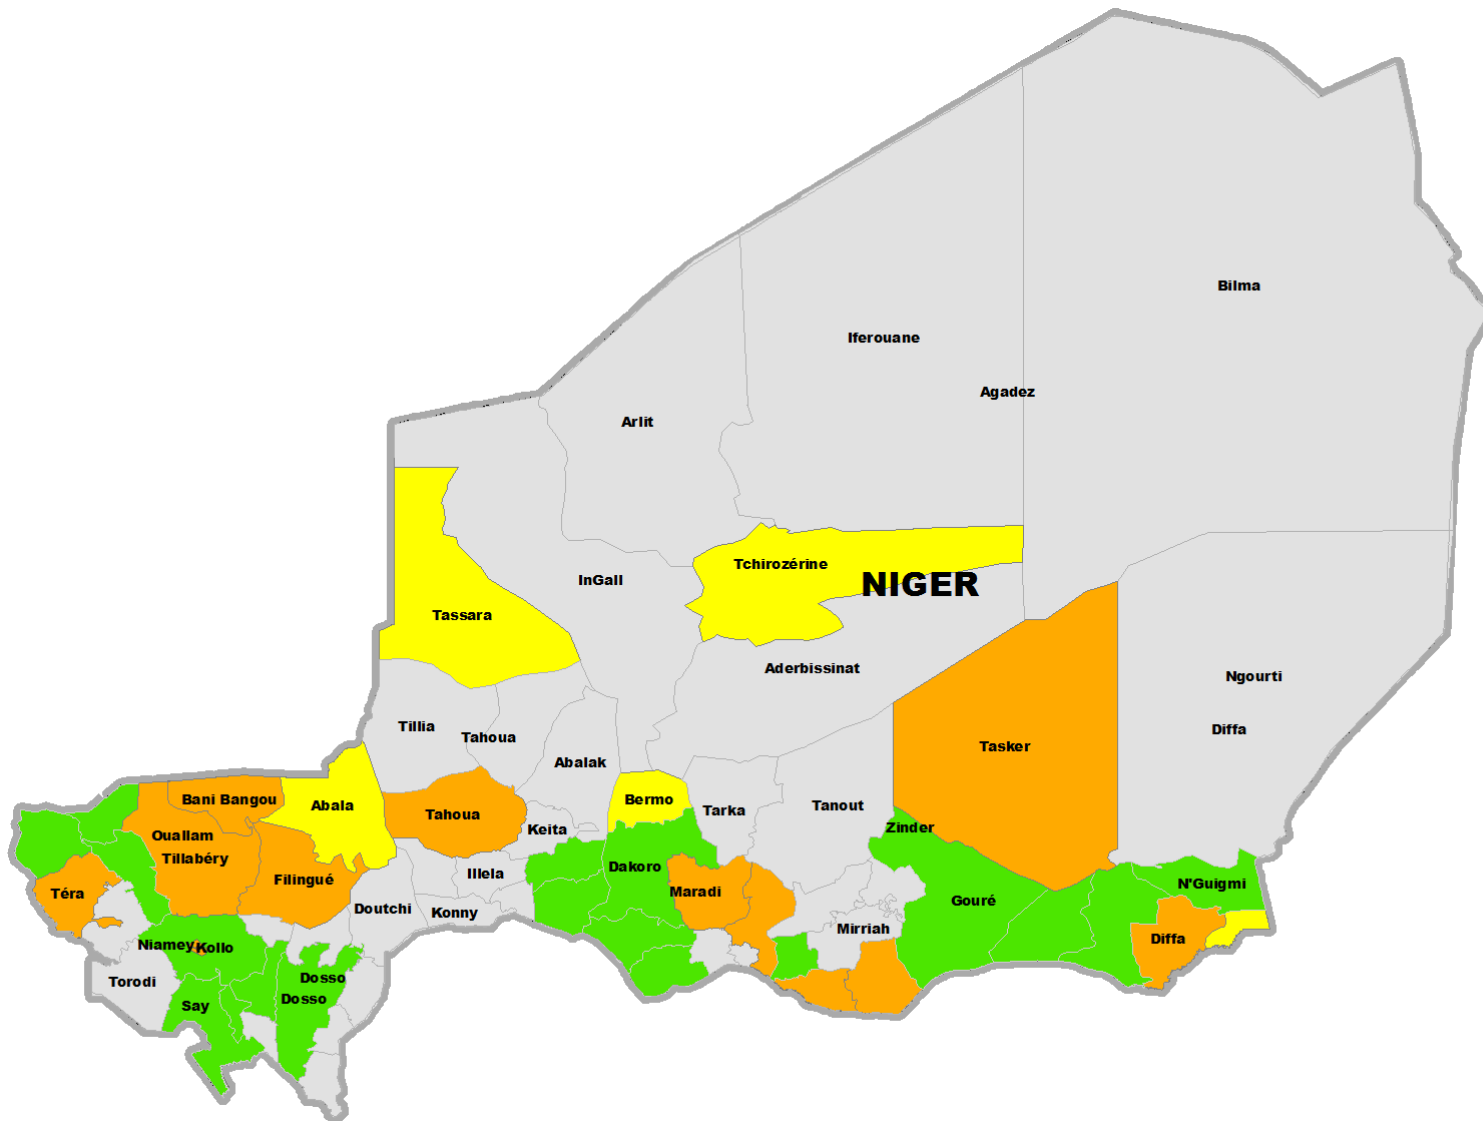 Bilma
Iferouane
Agadez
Arlit
Tchirozérine
InGall
NIGER
Tassara
Aderbissinat
Ngourti
Tillia
Diffa
Tahoua
Tasker
Abalak
Bani Bangou
Bermo
Abala
Tanout
Tarka
Tahoua
Keita
Zinder
Ouallam
Tillabéry
Dakoro
Illela
Filingué
N'Guigmi
Maradi
Téra
Gouré
Doutchi
Konny
Mirriah
Diffa
Niamey
Kollo
Dosso
Torodi
Dosso
Say